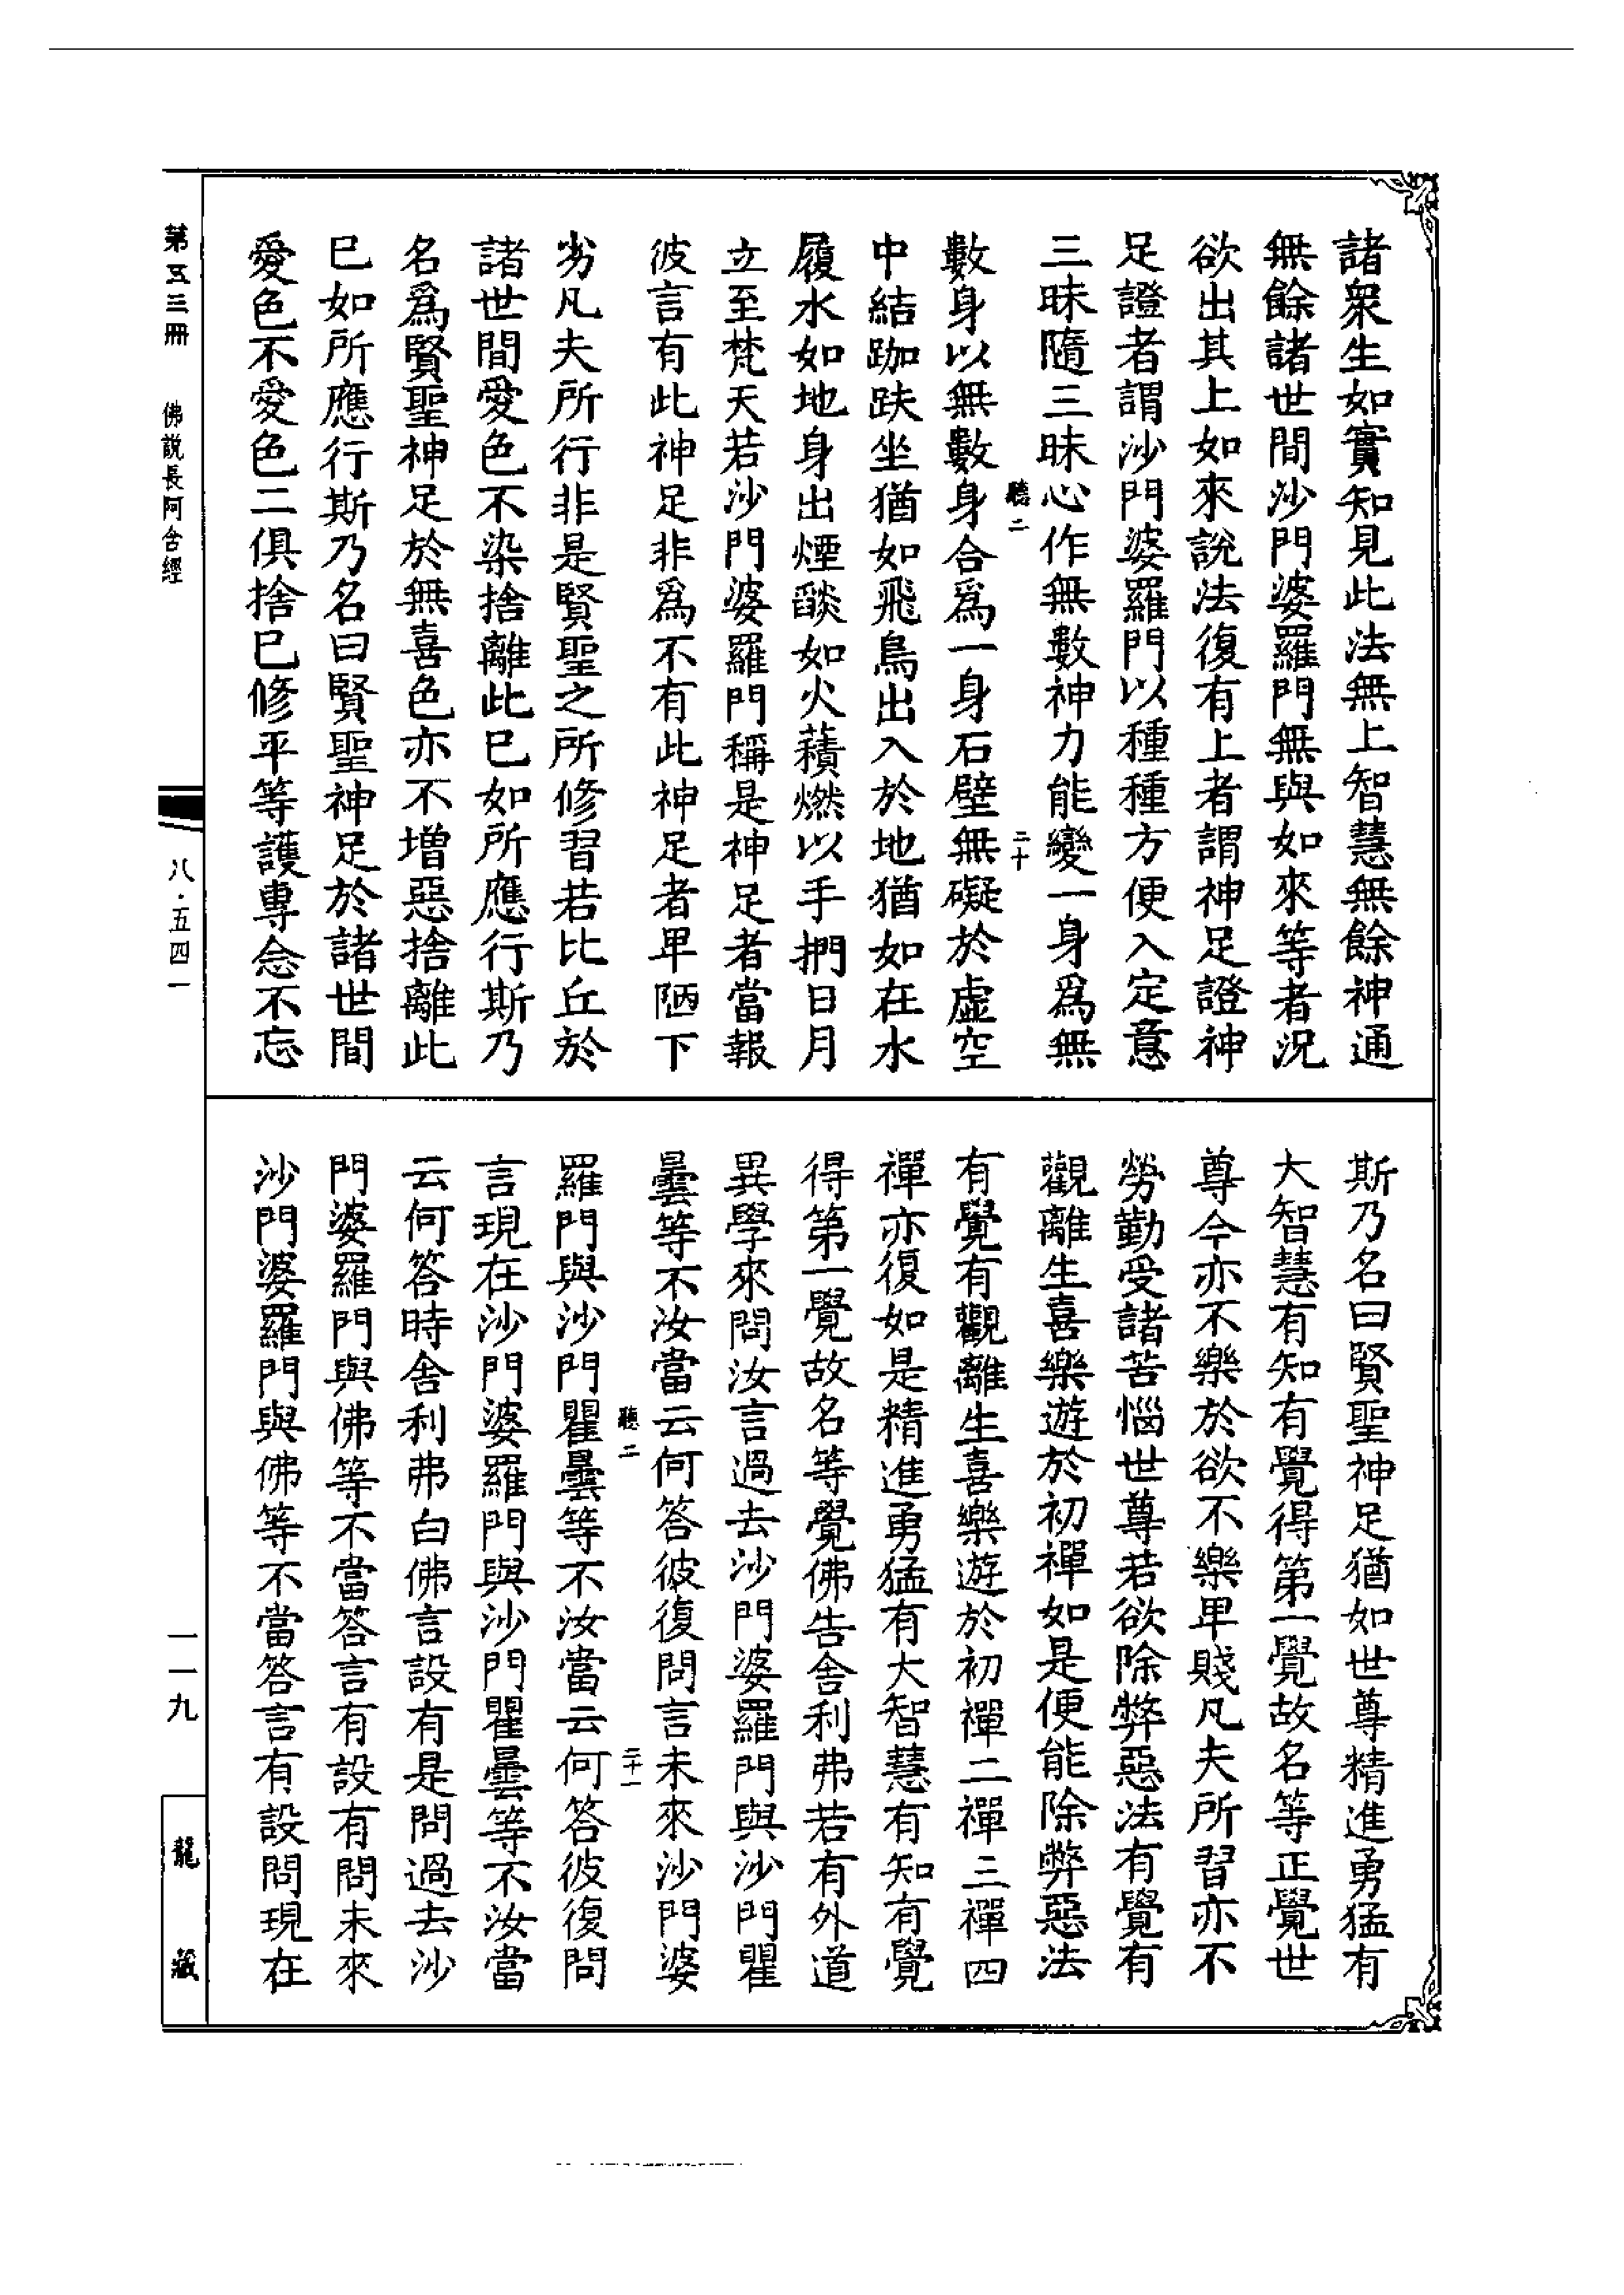 諸衆生如實知見此法無上智慧無餘神通
無餘諸世間沙門婆羅門無與如來等者況
欲出其上如來說法復有上者謂神足證神
足證者謂沙門婆羅門以種種方便入定意
三昧隨三昧心作無數神力能變一身爲無
聽二
二十
數身以無數身合爲一身石壁無礙於虛空
中結跏趺坐猶如飛鳥出入於地猶如在水
履水如地身出煙燄如火𧂐燃以手捫日月
立至梵天若沙門婆羅門稱是神足者當報
彼言有此神足非爲不有此神足者卑陋下
劣凡夫所行非是賢聖之所修習若比丘於
諸世間愛色不染捨離此已如所應行斯乃
名爲賢聖神足於無喜色亦不增惡捨離此
已如所應行斯乃名曰賢聖神足於諸世間
愛色不愛色二俱捨已修平等護專念不忘
斯乃名曰賢聖神足猶如世尊精進勇猛有
大智慧有知有覺得第一覺故名等正覺世
尊今亦不樂於欲不樂卑賤凡夫所習亦不
勞勤受諸苦惱世尊若欲除弊惡法有覺有
觀離生喜樂遊於初禪如是便能除弊惡法
有覺有觀離生喜樂遊於初禪二禪三禪四
禪亦復如是精進勇猛有大智慧有知有覺
得第一覺故名等覺佛告舍利弗若有外道
異學來問汝言過去沙門婆羅門與沙門瞿
曇等不汝當云何答彼復問言未來沙門婆
聽二
二十一
羅門與沙門瞿曇等不汝當云何答彼復問
言現在沙門婆羅門與沙門瞿曇等不汝當
云何答時舍利弗白佛言設有是問過去沙
門婆羅門與佛等不當答言有設有問未來
沙門婆羅門與佛等不當答言有設問現在
第五三冊 佛說長阿含經
八·五四一
一一九
龍藏